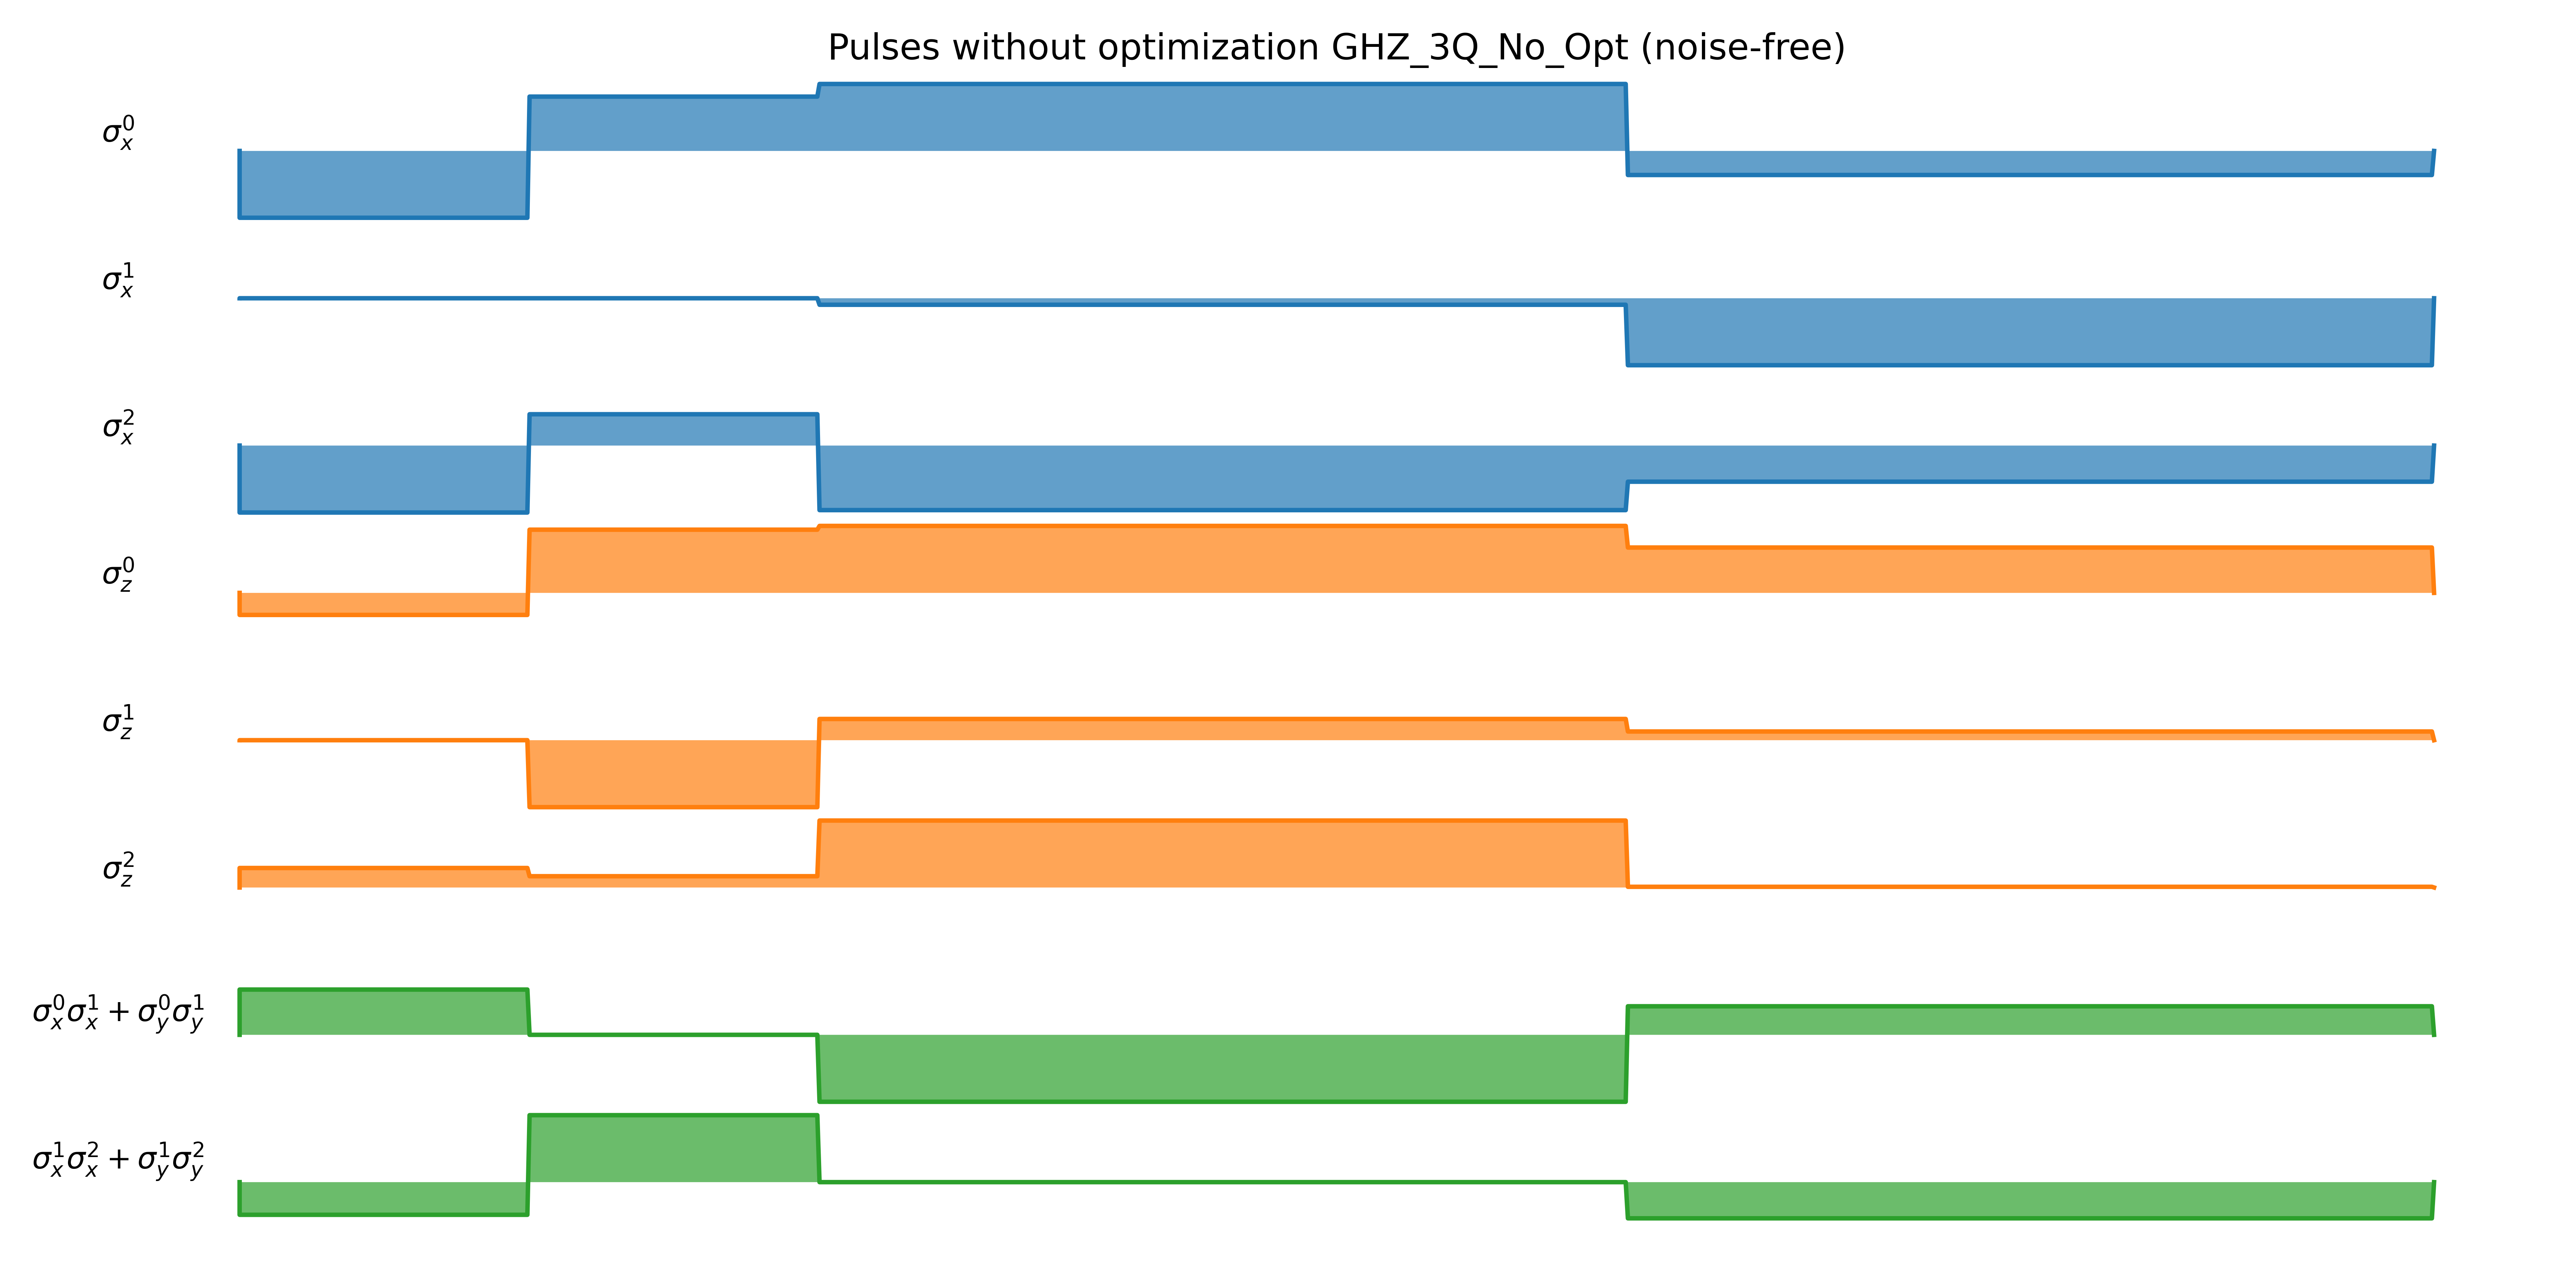 Pulses without optimization GHZ_3Q_No_Opt (noise-free)
σ_x^0
σ_x^1
σ_x^2
σ_z^0
σ_z^1
σ_z^2
σ_x^0σ_x^1 + σ_y^0σ_y^1
σ_x^1σ_x^2 + σ_y^1σ_y^2